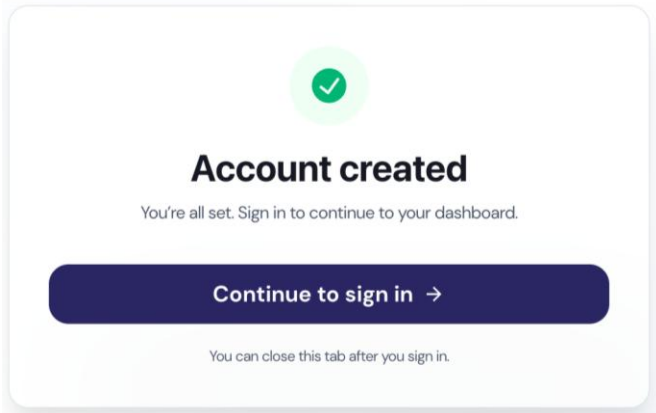 Account created
You’re all set. Sign in to continue to your dashboard.
Continue to sign in →
You can close this tab after you sign in.